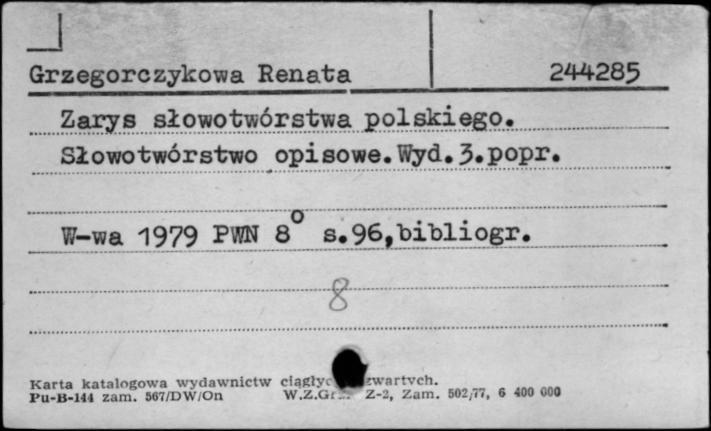 Grzegorczykowa Renata 244285
Zarys słowotwórstwa polskiego.
Słowotwórstwo opisowe.Wyd.3.popr.
W-wa 1979 PWN 8° s.96,bibliogr.
8
Karta katalogowa wydawnictw zwartych.
Pu-B-144 zam. 567/DW/On W.Z.Gr. Z-2, Zam. 502/77, 6 400 000